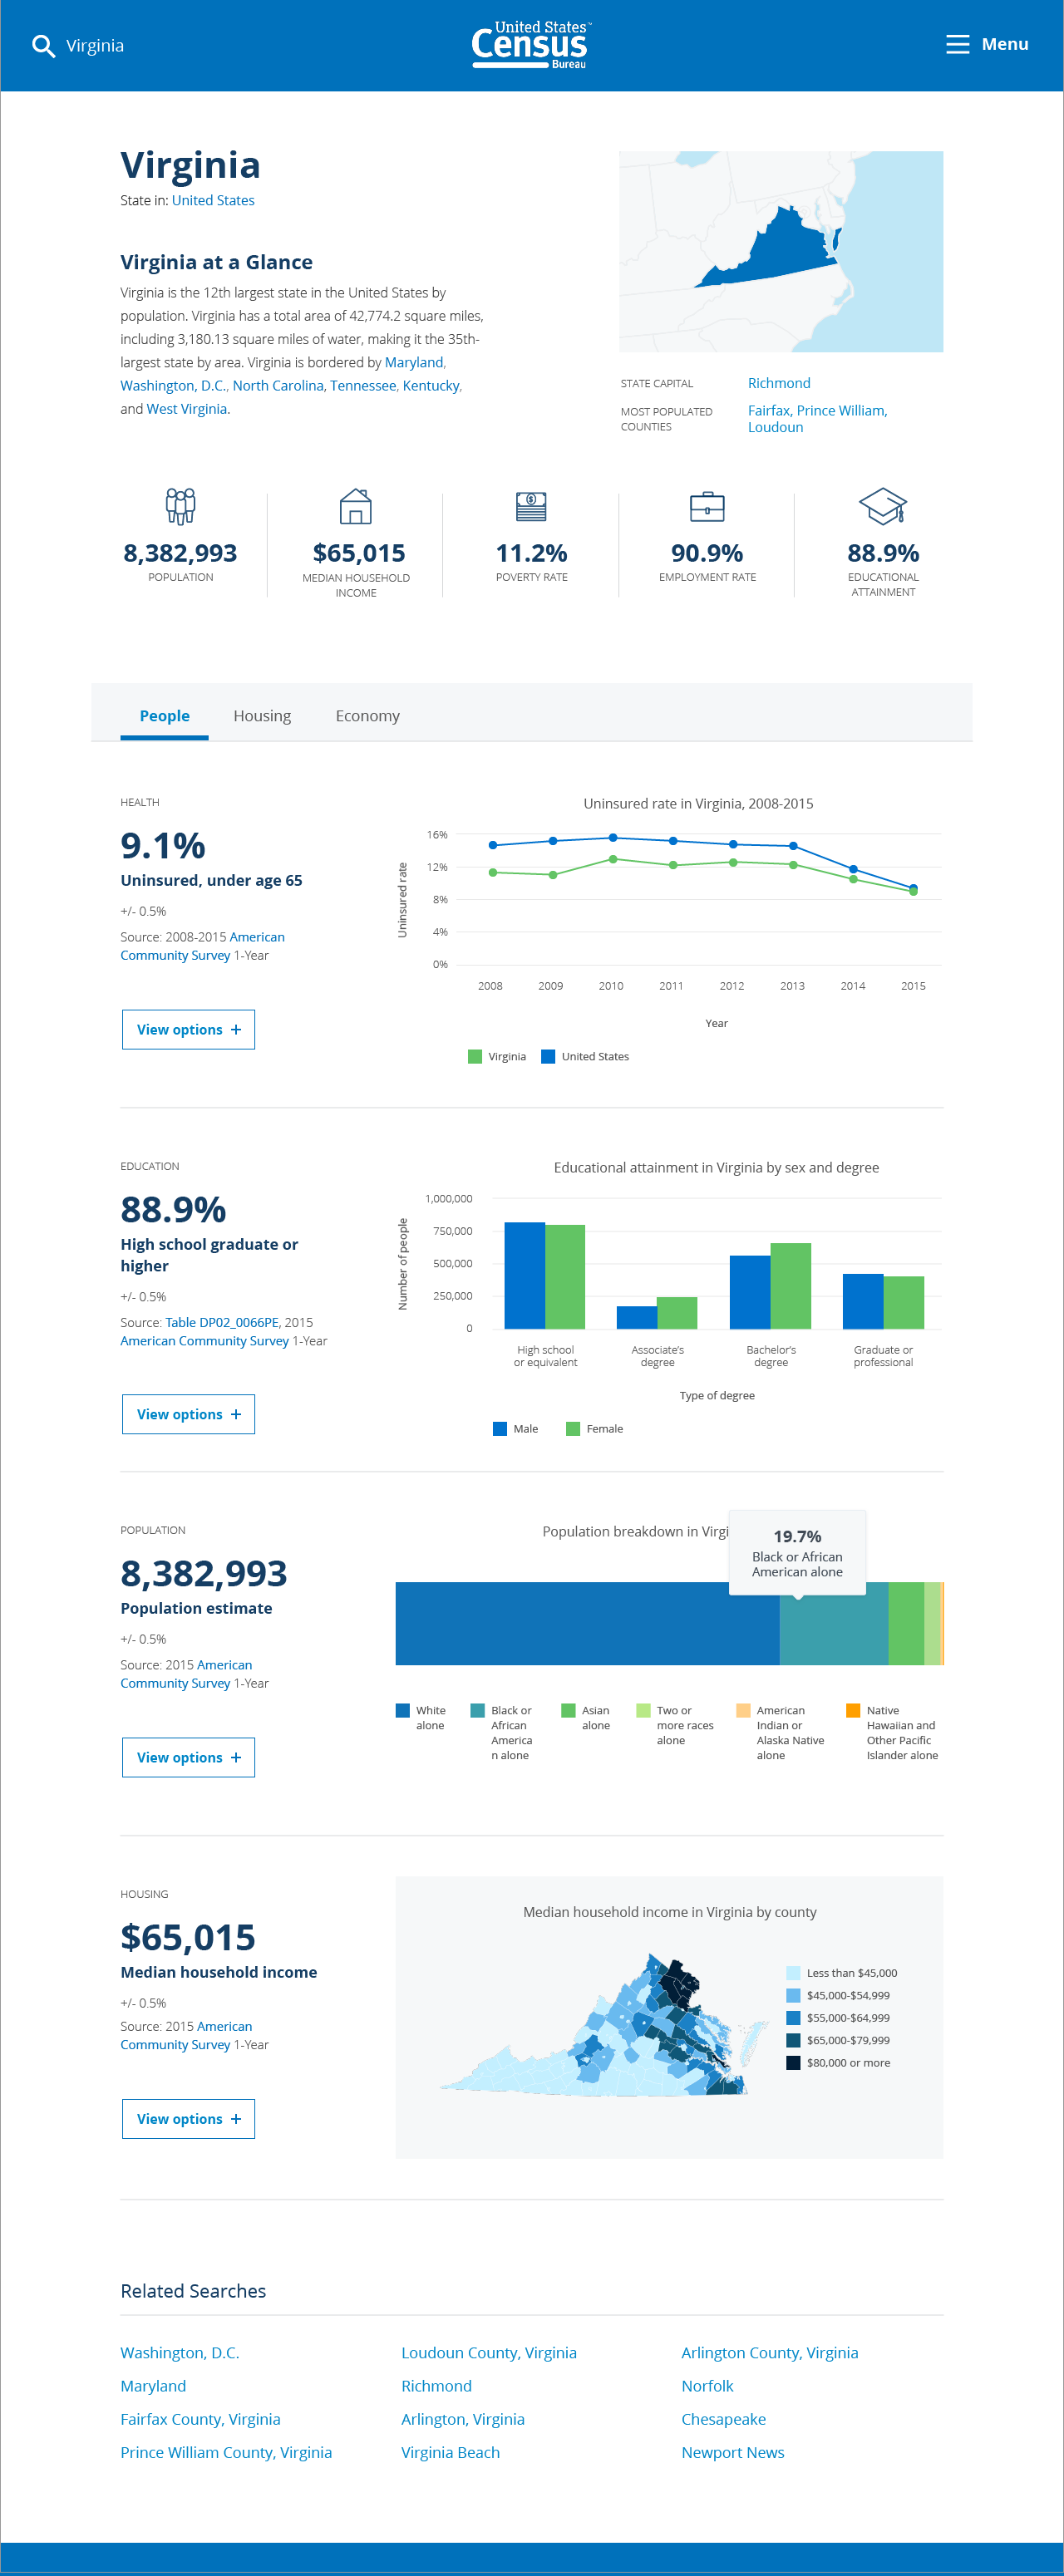 Virginia
United States™
Census
Bureau
Menu
Virginia
State in: United States
Virginia at a Glance
Virginia is the 12th largest state in the United States by
population. Virginia has a total area of 42,774.2 square miles,
including 3,180.13 square miles of water, making it the 35th-
largest state by area. Virginia is bordered by Maryland,
Washington, D.C., North Carolina, Tennessee, Kentucky,
and West Virginia.
STATE CAPITAL
Richmond
MOST POPULATED
COUNTIES
Fairfax, Prince William,
Loudoun
8,382,993
POPULATION
$65,015
MEDIAN HOUSEHOLD
INCOME
11.2%
POVERTY RATE
90.9%
EMPLOYMENT RATE
88.9%
EDUCATIONAL
ATTAINMENT
People
Housing
Economy
HEALTH
9.1%
Uninsured, under age 65
+/- 0.5%
Source: 2008-2015 American
Community Survey 1-Year
View options +
Uninsured rate in Virginia, 2008-2015
Uninsured rate
16%
12%
8%
4%
0%
2008 2009 2010 2011 2012 2013 2014 2015
Year
Virginia
United States
EDUCATION
88.9%
High school graduate or
higher
+/- 0.5%
Source: Table DP02_0066PE, 2015
American Community Survey 1-Year
View options +
Educational attainment in Virginia by sex and degree
Number of people
1,000,000
750,000
500,000
250,000
0
High school
or equivalent
Associate's
degree
Bachelor's
degree
Graduate or
professional
Type of degree
Male
Female
POPULATION
8,382,993
Population estimate
+/- 0.5%
Source: 2015 American
Community Survey 1-Year
View options +
Population breakdown in Virgi
19.7%
Black or African
American alone
White
alone
Black or
African
America
n alone
Asian
alone
Two or
more races
alone
American
Indian or
Alaska Native
alone
Native
Hawaiian and
Other Pacific
Islander alone
HOUSING
$65,015
Median household income
+/- 0.5%
Source: 2015 American
Community Survey 1-Year
View options +
Median household income in Virginia by county
Less than $45,000
$45,000-$54,999
$55,000-$64,999
$65,000-$79,999
$80,000 or more
Related Searches
Washington, D.C.
Maryland
Fairfax County, Virginia
Prince William County, Virginia
Loudoun County, Virginia
Richmond
Arlington, Virginia
Virginia Beach
Arlington County, Virginia
Norfolk
Chesapeake
Newport News